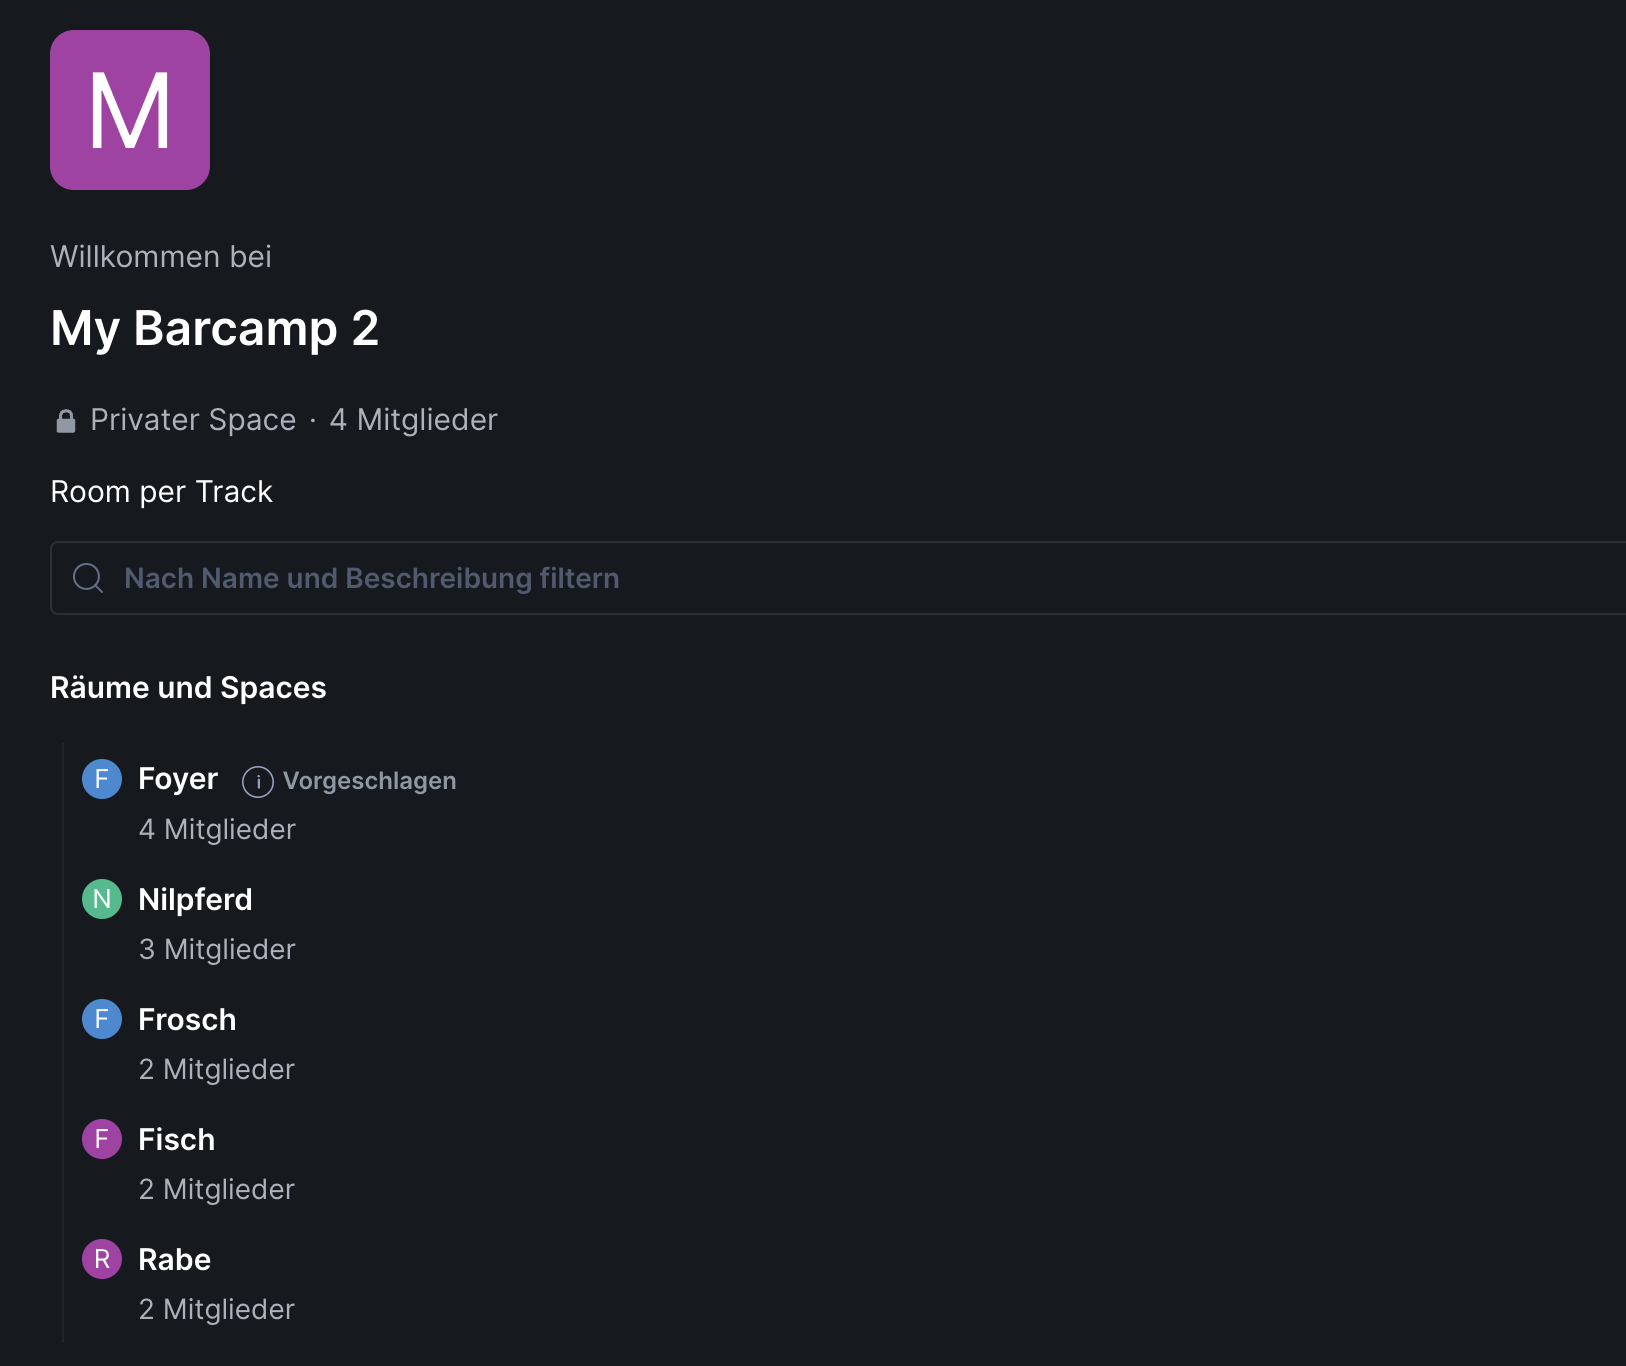 M
Willkommen bei
My Barcamp 2
Privater Space · 4 Mitglieder
Room per Track
Nach Name und Beschreibung filtern
Räume und Spaces
F Foyer i Vorgeschlagen
4 Mitglieder
N Nilpferd
3 Mitglieder
F Frosch
2 Mitglieder
F Fisch
2 Mitglieder
R Rabe
2 Mitglieder